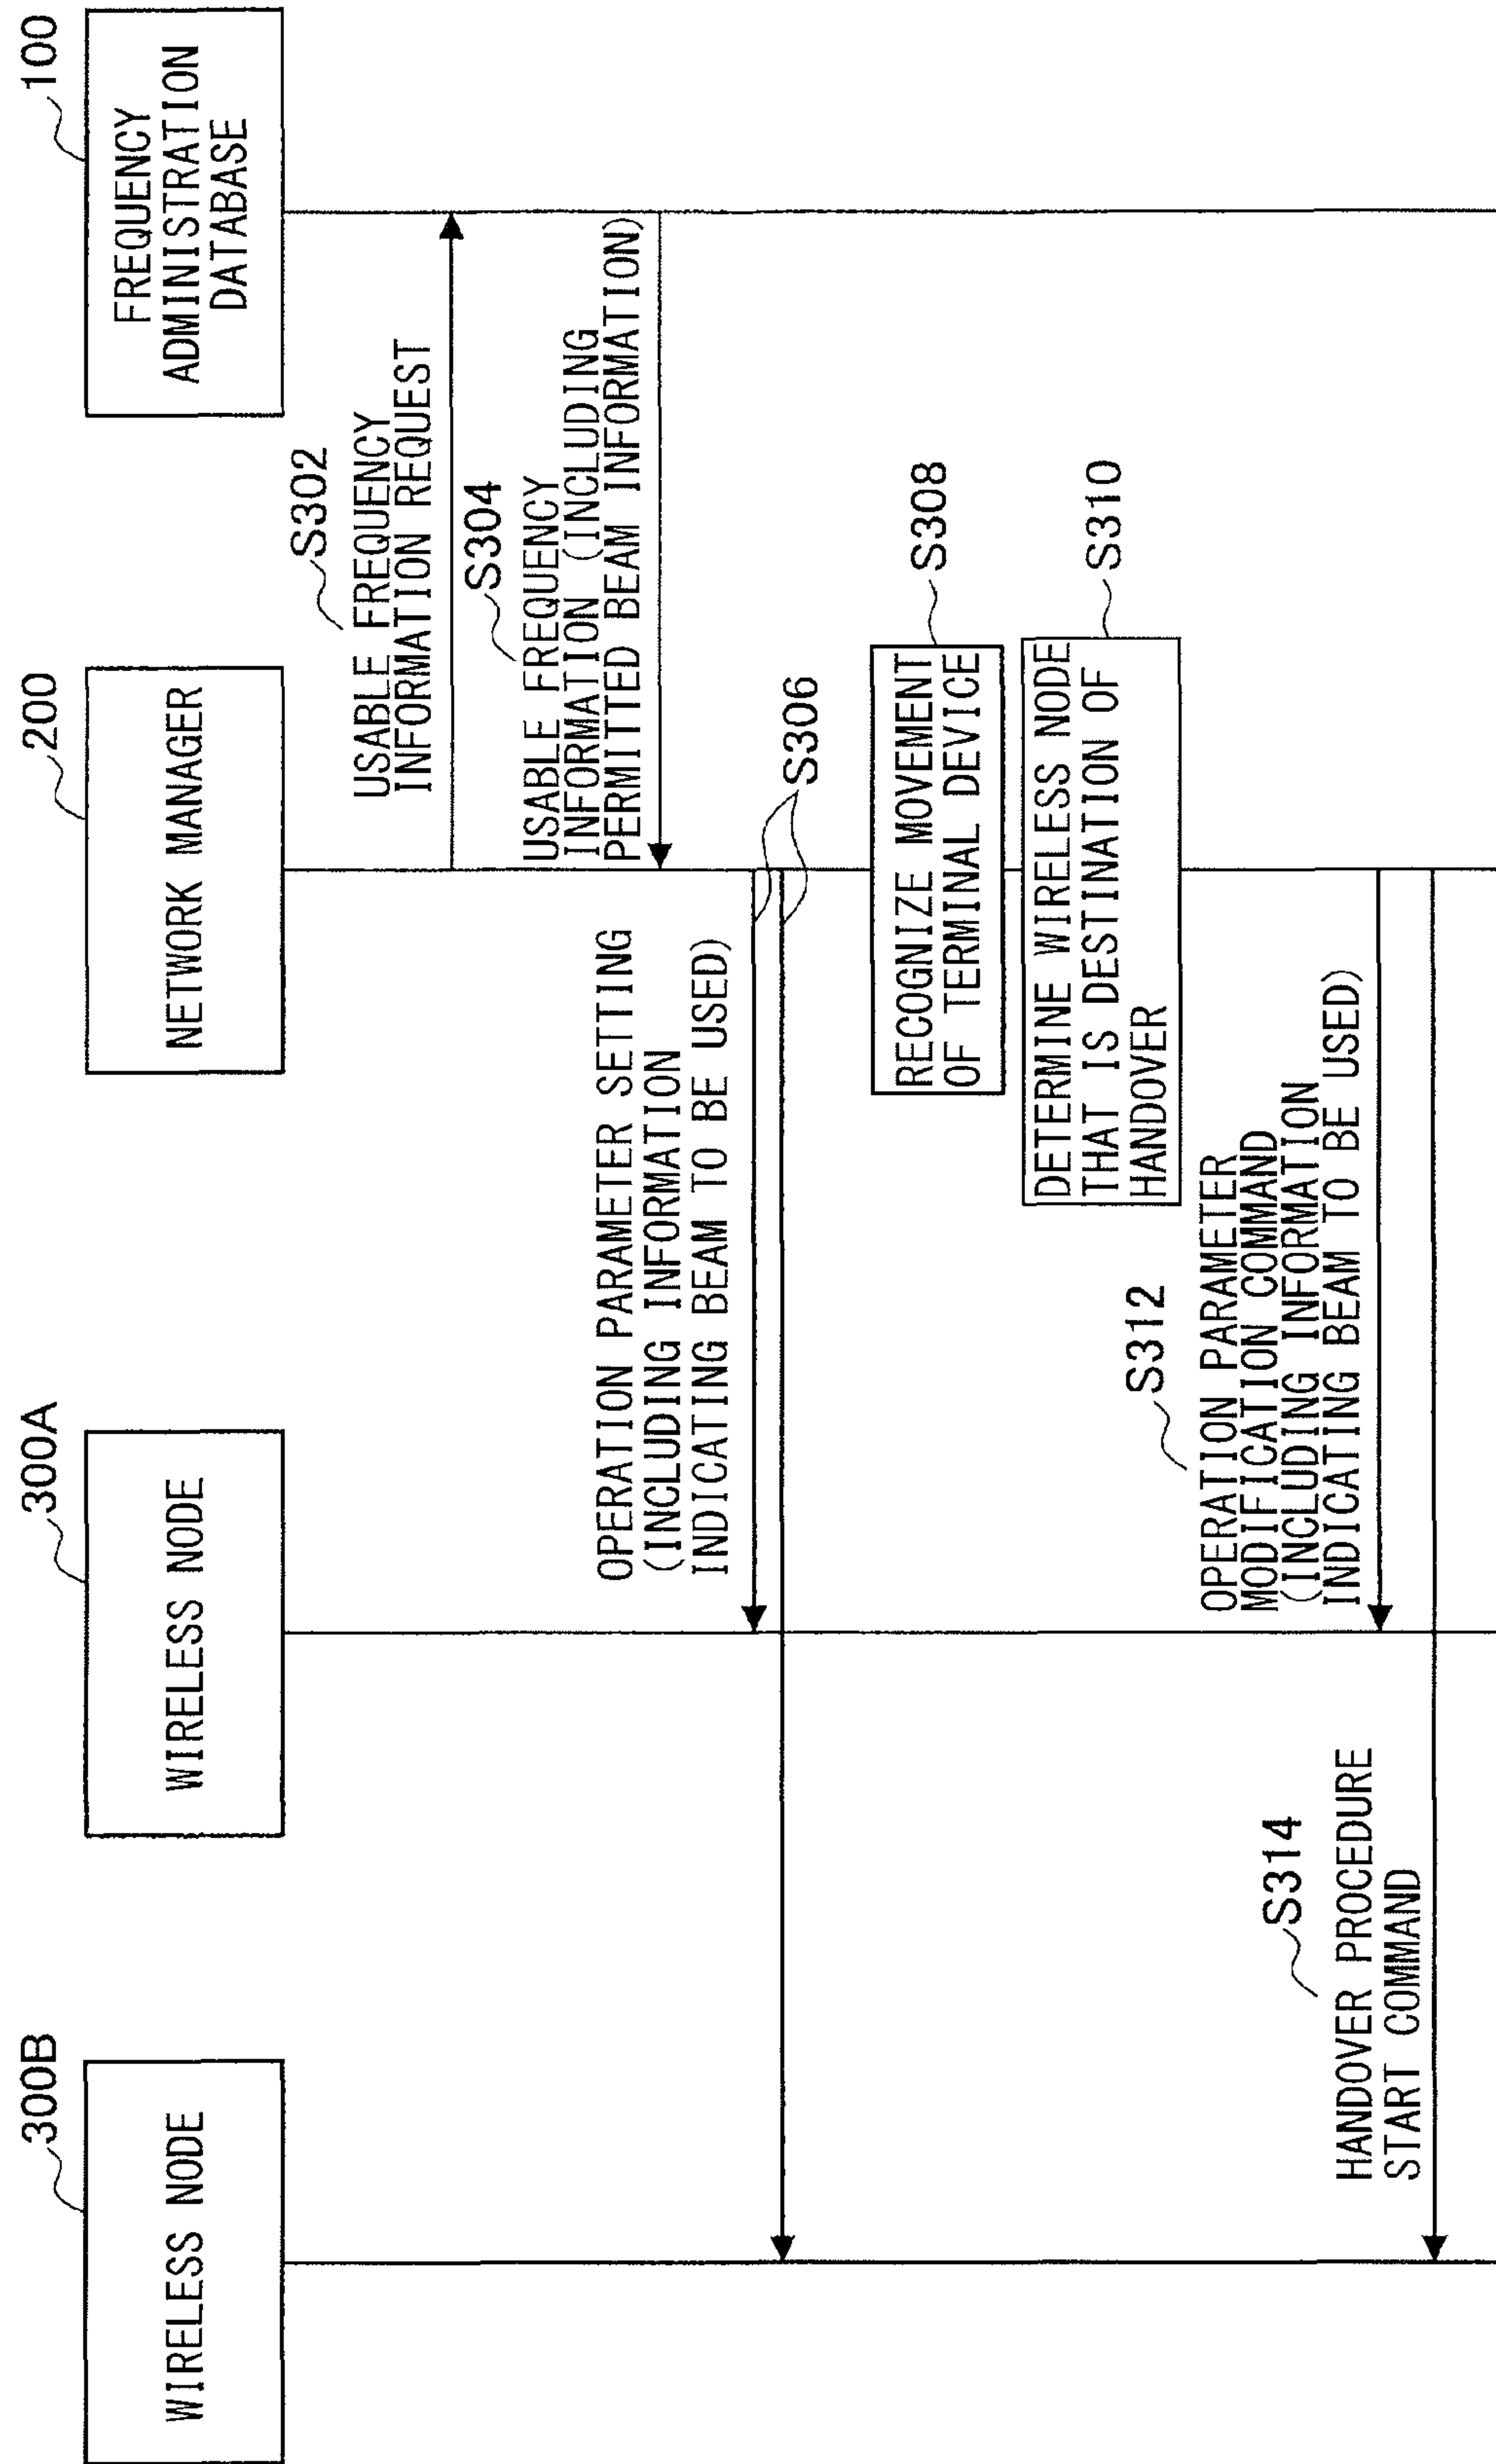 300B
WIRELESS NODE
300A
WIRELESS NODE
200
NETWORK MANAGER
100
FREQUENCY
ADMINISTRATION
DATABASE
S302
USABLE FREQUENCY
INFORMATION REQUEST
S304
USABLE FREQUENCY
INFORMATION (INCLUDING
PERMITTED BEAM INFORMATION)
OPERATION PARAMETER SETTING
(INCLUDING INFORMATION
INDICATING BEAM TO BE USED)
S306
RECOGNIZE MOVEMENT
OF TERMINAL DEVICE
S308
DETERMINE WIRELESS NODE
THAT IS DESTINATION OF
HANDOVER
S310
S312
OPERATION PARAMETER
MODIFICATION COMMAND
(INCLUDING INFORMATION
INDICATING BEAM TO BE USED)
S314
HANDOVER PROCEDURE
START COMMAND